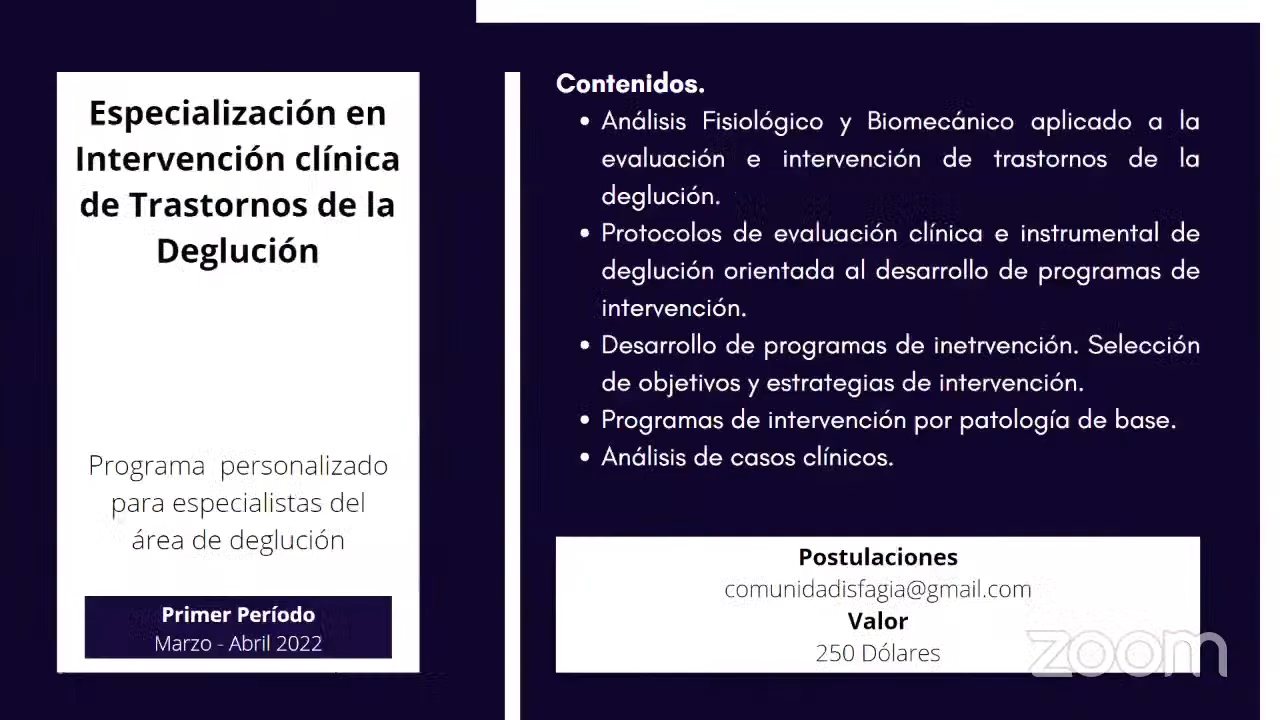 Especialización en
Intervención clínica
de Trastornos de la
Deglución
Programa personalizado
para especialistas del
área de deglución
Primer Período
Marzo - Abril 2022
Contenidos.
• Análisis Fisiológico y Biomecánico aplicado a la
evaluación e intervención de trastornos de la
deglución.
• Protocolos de evaluación clínica e instrumental de
deglución orientada al desarrollo de programas de
intervención.
• Desarrollo de programas de inetrvención. Selección
de objetivos y estrategias de intervención.
• Programas de intervención por patología de base.
• Análisis de casos clínicos.
Postulaciones
comunidadisfagia@gmail.com
Valor
250 Dólares
zoom